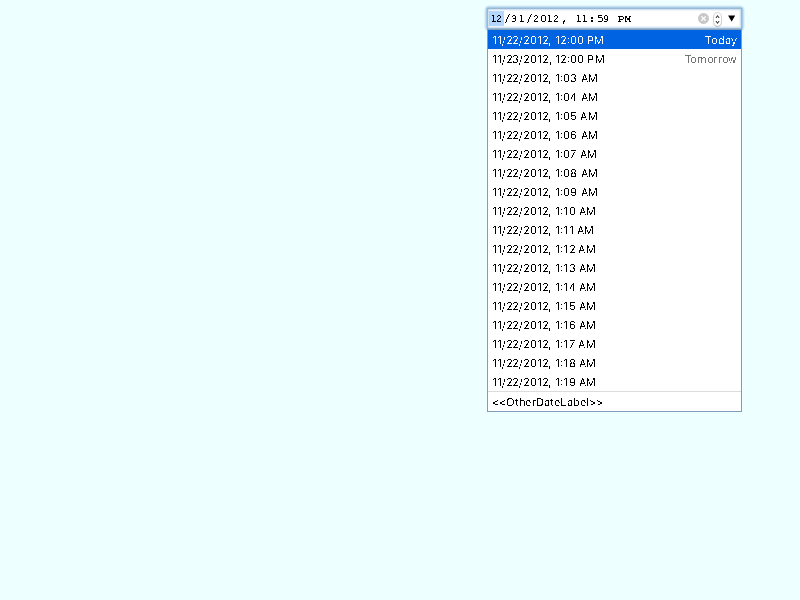 12/31/2012, 11:59 PM
11/22/2012, 12:00 PM Today
11/23/2012, 12:00 PM Tomorrow
11/22/2012, 1:03 AM
11/22/2012, 1:04 AM
11/22/2012, 1:05 AM
11/22/2012, 1:06 AM
11/22/2012, 1:07 AM
11/22/2012, 1:08 AM
11/22/2012, 1:09 AM
11/22/2012, 1:10 AM
11/22/2012, 1:11 AM
11/22/2012, 1:12 AM
11/22/2012, 1:13 AM
11/22/2012, 1:14 AM
11/22/2012, 1:15 AM
11/22/2012, 1:16 AM
11/22/2012, 1:17 AM
11/22/2012, 1:18 AM
11/22/2012, 1:19 AM
<<OtherDateLabel>>